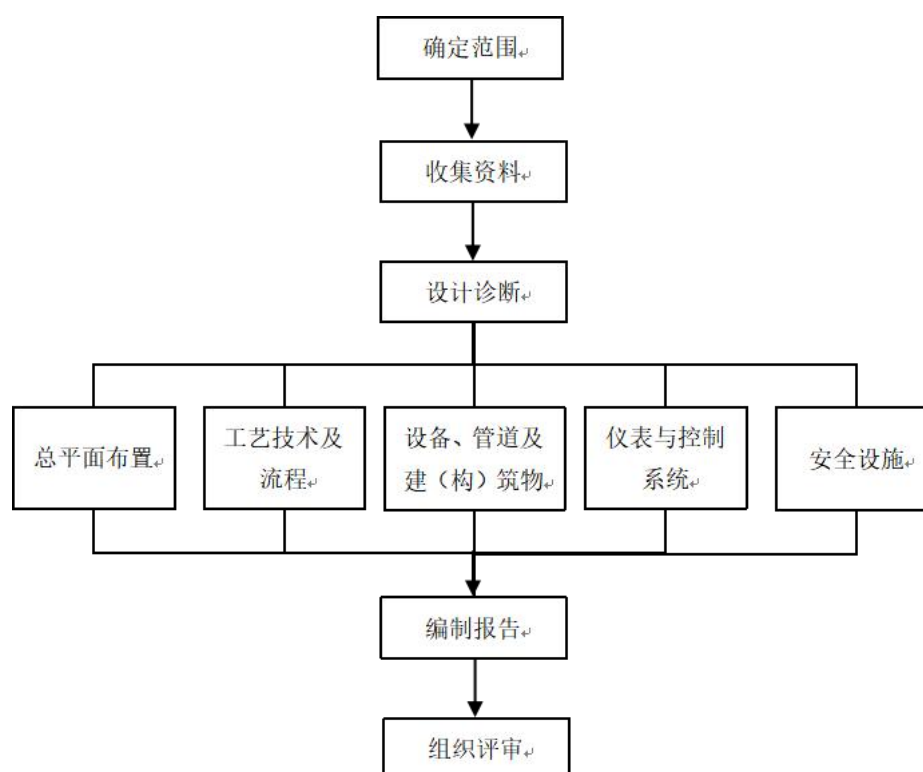 确定范围
收集资料
设计诊断
总平面布置
工艺技术及
流程
设备、管道及
建（构）筑物
仪表与控制
系统
安全设施
编制报告
组织评审